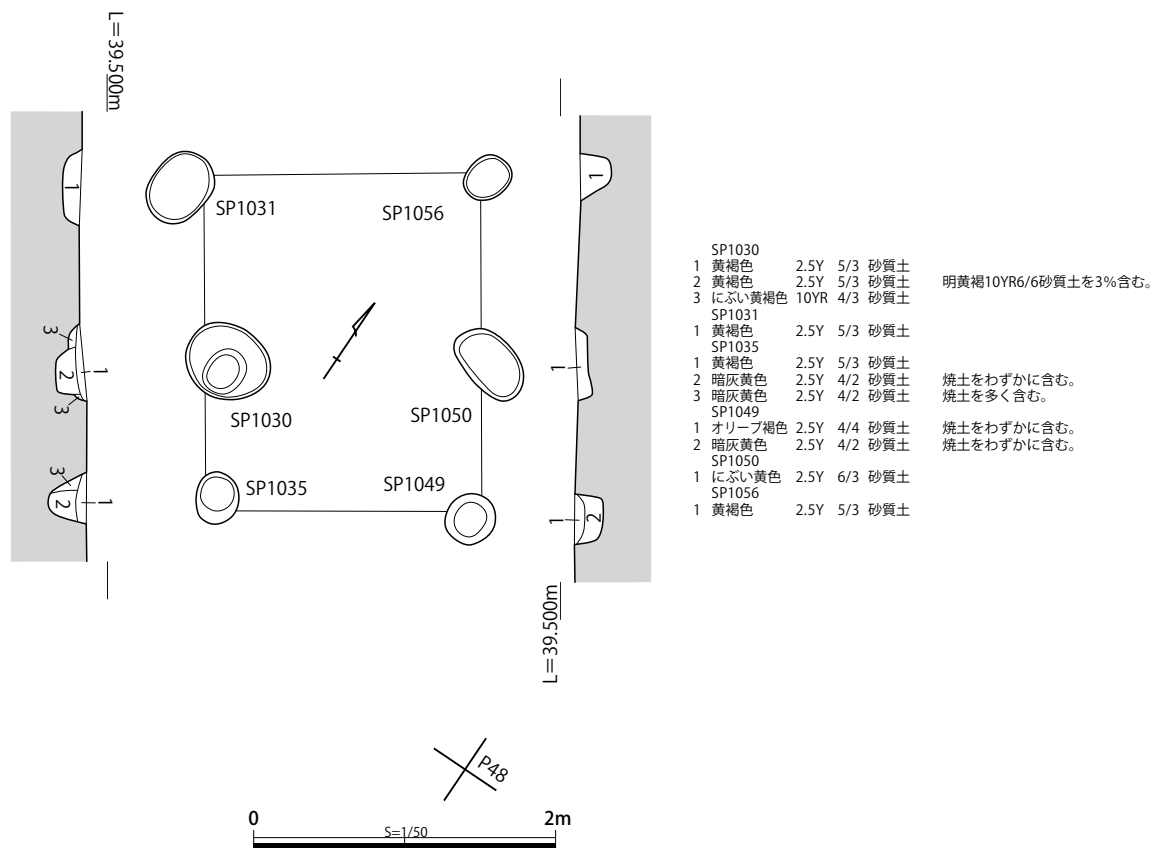 L=39.500m
1
3
2
1
3
3
2
1
SP1031
SP1056
SP1030
SP1050
SP1035
SP1049
1
1
1
2
L=39.500m
P48
0 2m
S=1/50
SP1030
1 黄褐色 2.5Y 5/3 砂質土
2 黄褐色 2.5Y 5/3 砂質土 明黄褐10YR6/6砂質土を3%含む。
3 にぶい黄褐色 10YR 4/3 砂質土
SP1031
1 黄褐色 2.5Y 5/3 砂質土
SP1035
1 黄褐色 2.5Y 5/3 砂質土
2 暗灰黄色 2.5Y 4/2 砂質土 焼土をわずかに含む。
3 暗灰黄色 2.5Y 4/2 砂質土 焼土を多く含む。
SP1049
1 オリーブ褐色 2.5Y 4/4 砂質土 焼土をわずかに含む。
2 暗灰黄色 2.5Y 4/2 砂質土 焼土をわずかに含む。
SP1050
1 にぶい黄色 2.5Y 6/3 砂質土
SP1056
1 黄褐色 2.5Y 5/3 砂質土